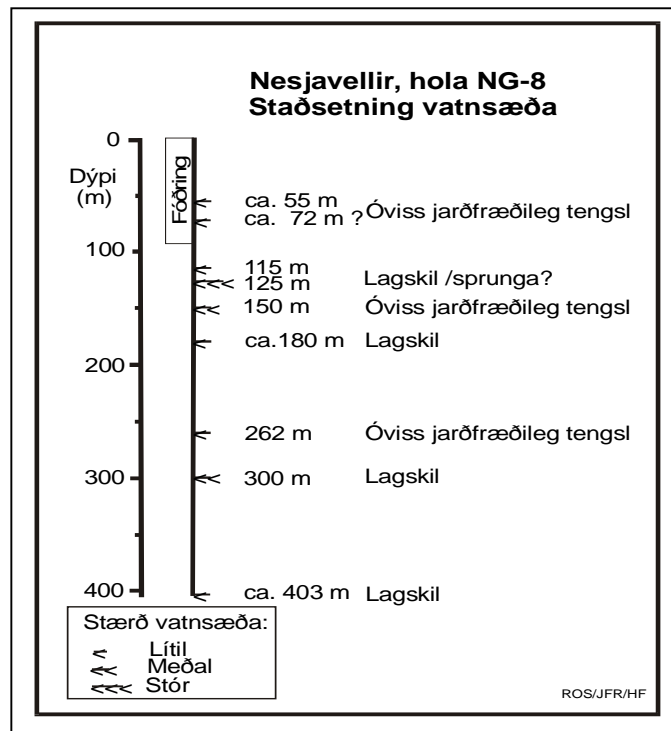 Nesjavellir, hola NG-8
Staðsetning vatnsæða
0
Dýpi
(m)
100
200
300
400
Fóðring
ca. 55 m
ca. 72 m ? Óviss jarðfræðileg tengsl
115 m
125 m Lagskil /sprunga?
150 m Óviss jarðfræðileg tengsl
ca.180 m Lagskil
262 m Óviss jarðfræðileg tengsl
300 m Lagskil
ca. 403 m Lagskil
Stærð vatnsæða:
Lítil
Meðal
Stór
ROS/JFR/HF